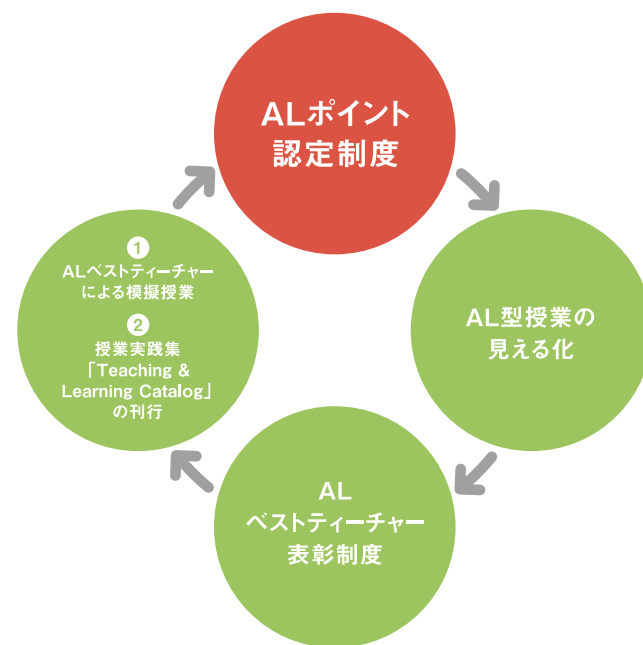 ALポイント
認定制度
AL型授業の
見える化
AL
ベストティーチャー
表彰制度
1
ALベストティーチャー
による模擬授業
2
授業実践集
「Teaching &
Learning Catalog」
の刊行